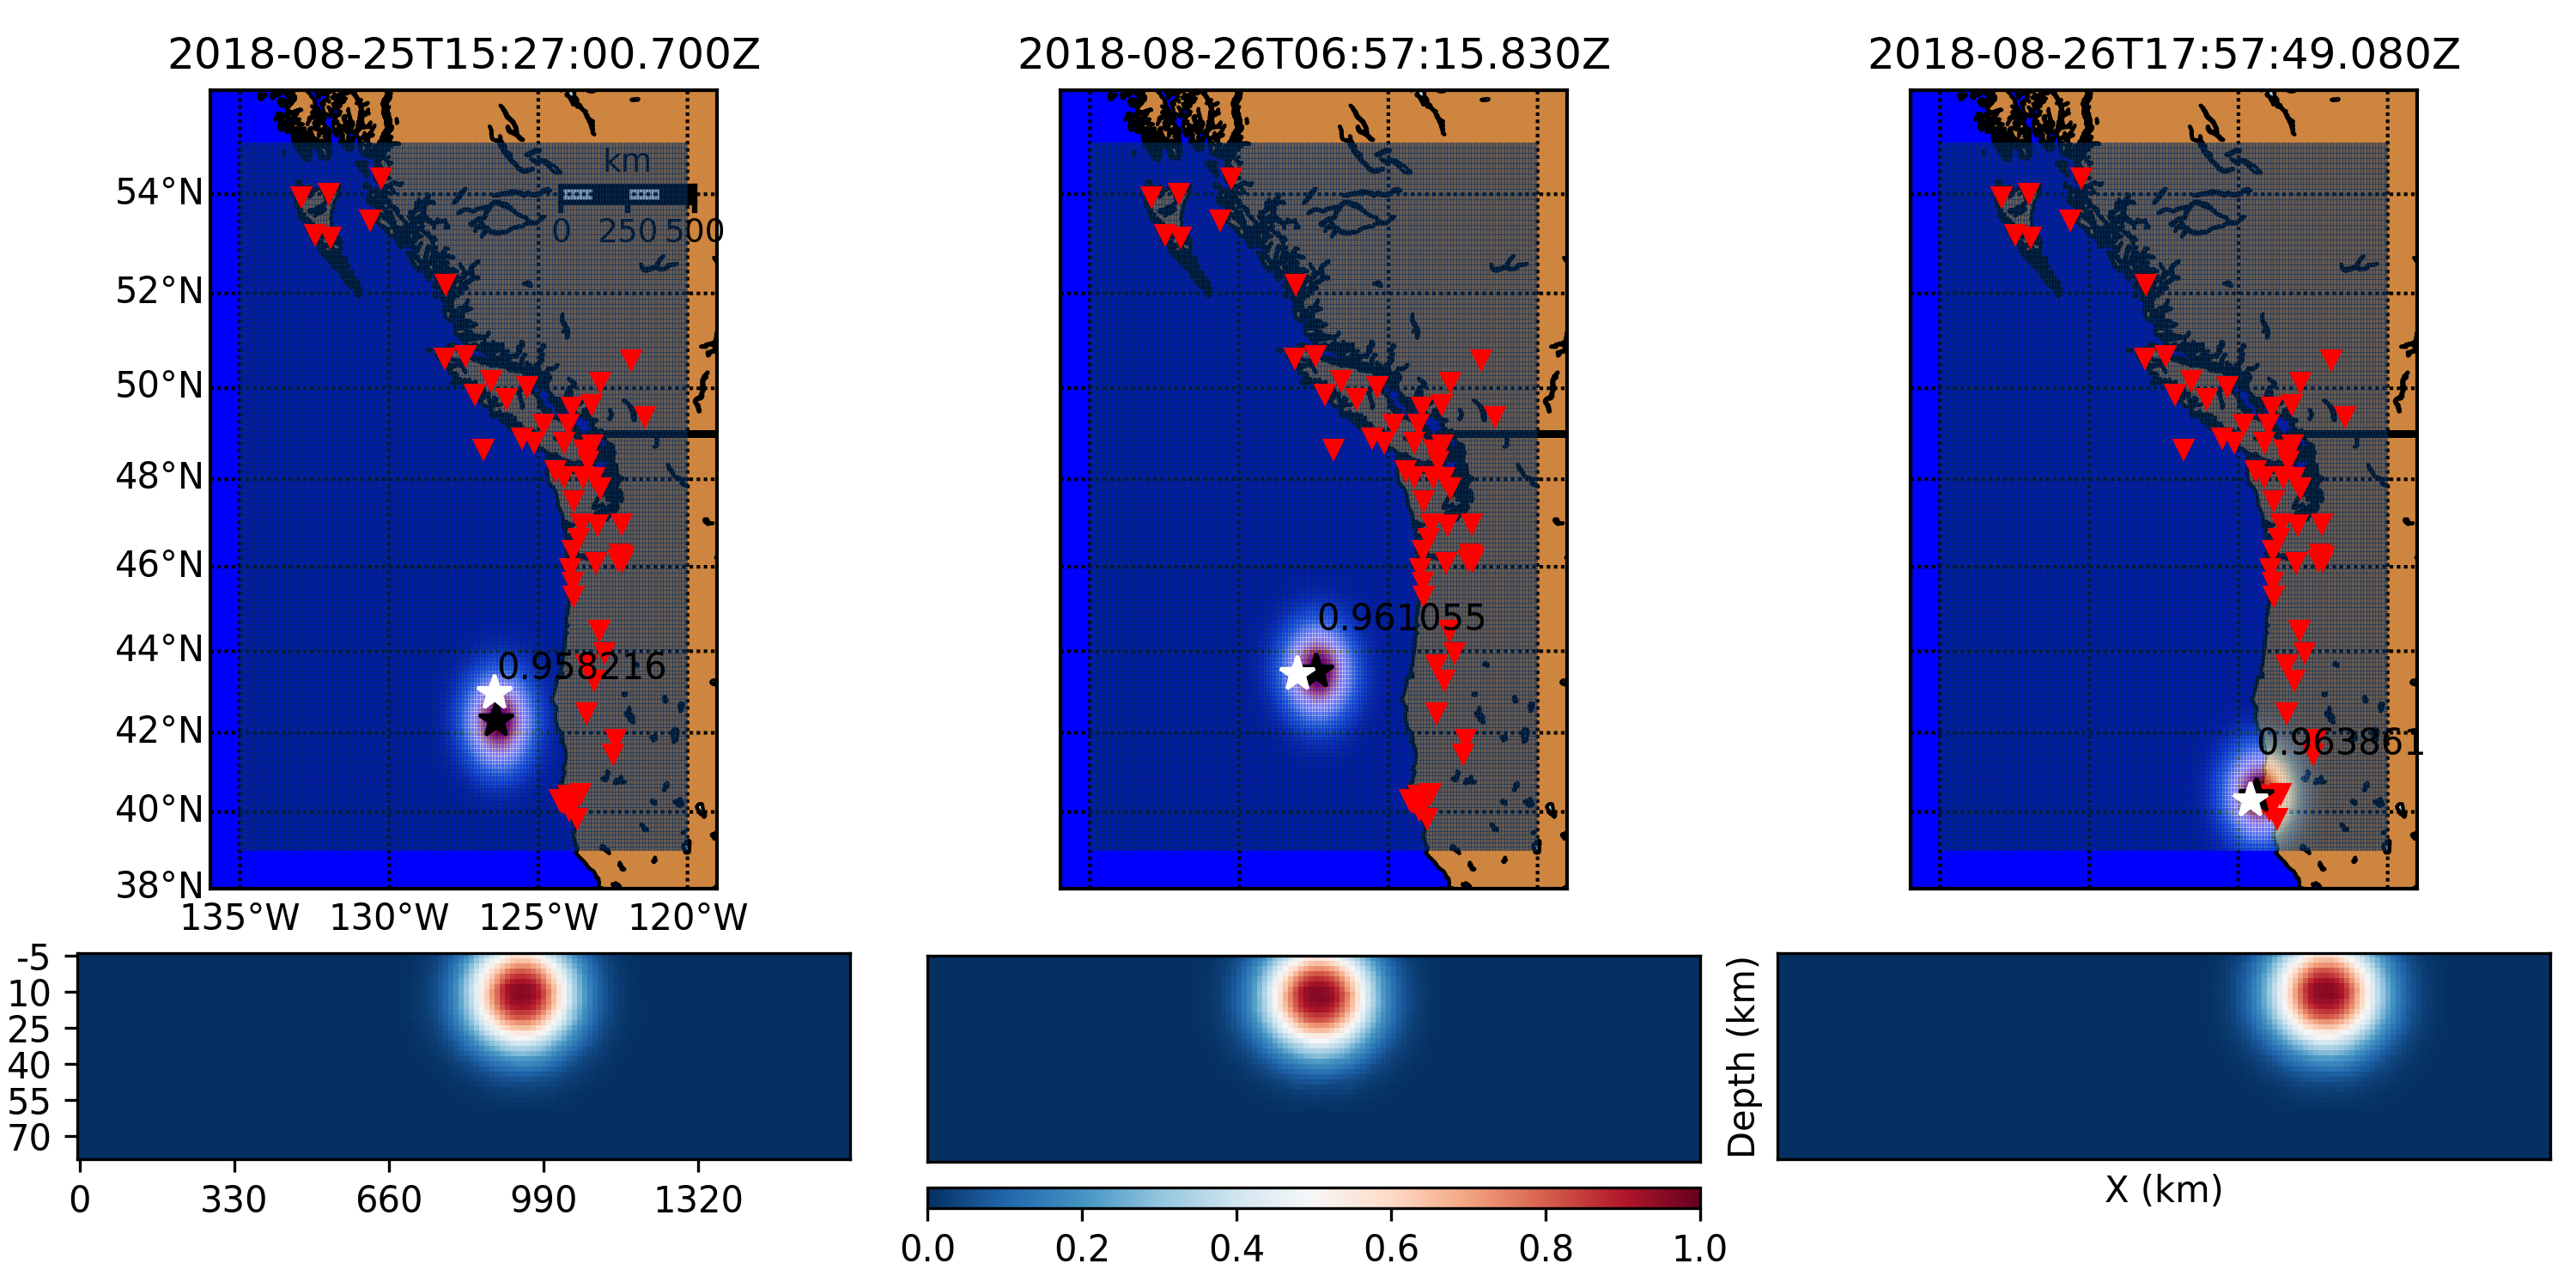 2018-08-25T15:27:00.700Z
2018-08-26T06:57:15.830Z
2018-08-26T17:57:49.080Z
km
0 250 500
54°N
52°N
50°N
48°N
46°N
44°N
42°N
40°N
38°N
135°W 130°W 125°W 120°W
0.958216
0.961055
0.963861
-5
10
25
40
55
70
0 330 660 990 1320
0.0 0.2 0.4 0.6 0.8 1.0
Depth (km)
X (km)